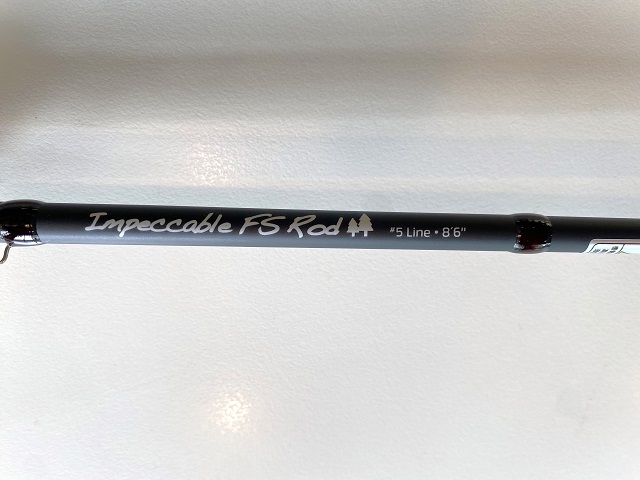 Impeccable FS Rod #5 Line • 8'6"